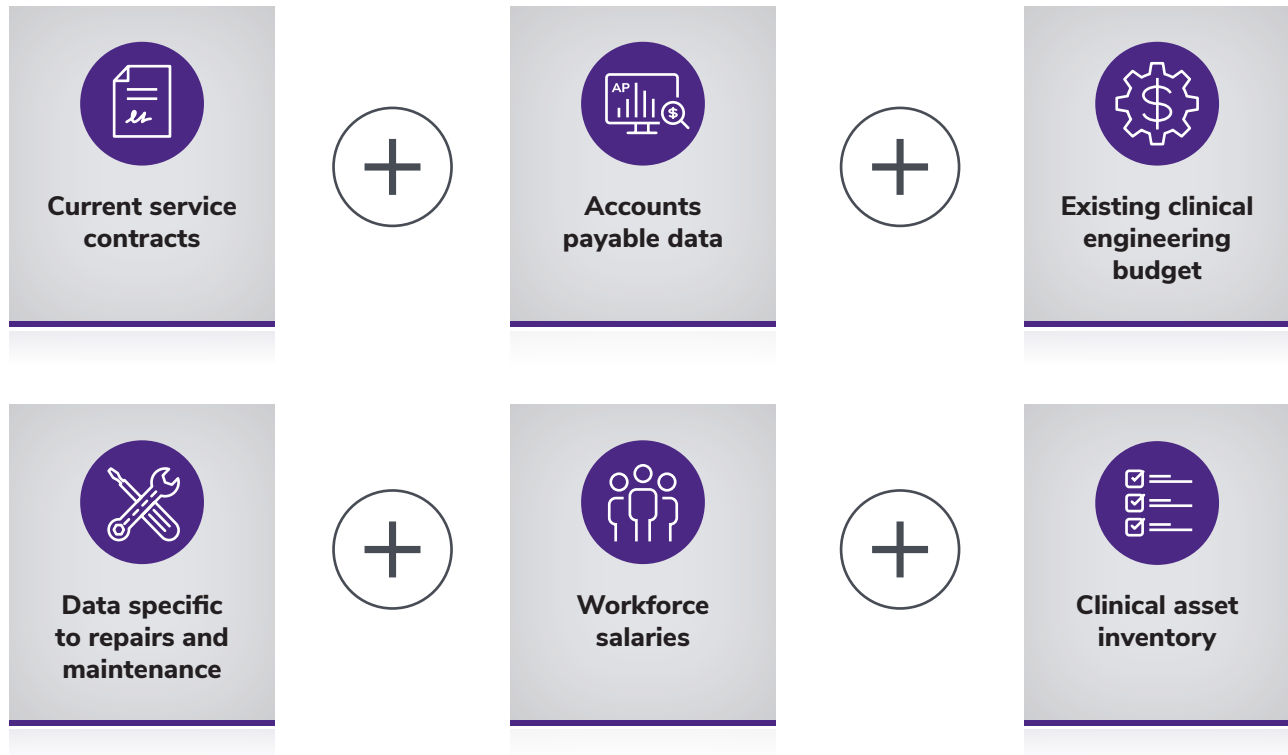 AP
$
$
Current service
contracts
Accounts
payable data
Existing clinical
engineering
budget
Data specific
to repairs and
maintenance
Workforce
salaries
Clinical asset
inventory